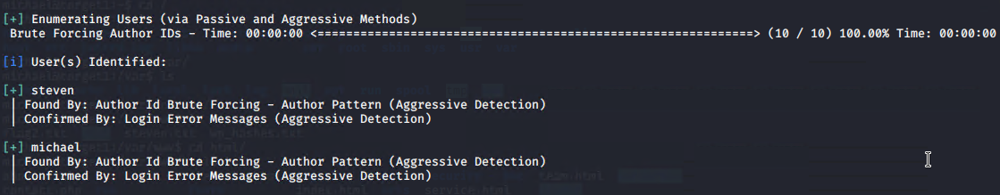 [+] Enumerating Users (via Passive and Aggressive Methods)
Brute Forcing Author IDs - Time: 00:00:00 <=============================================================> (10 / 10) 100.00% Time: 00:00:00
[i] User(s) Identified:
[+] steven
| Found By: Author Id Brute Forcing - Author Pattern (Aggressive Detection)
| Confirmed By: Login Error Messages (Aggressive Detection)
[+] michael
| Found By: Author Id Brute Forcing - Author Pattern (Aggressive Detection)
| Confirmed By: Login Error Messages (Aggressive Detection)